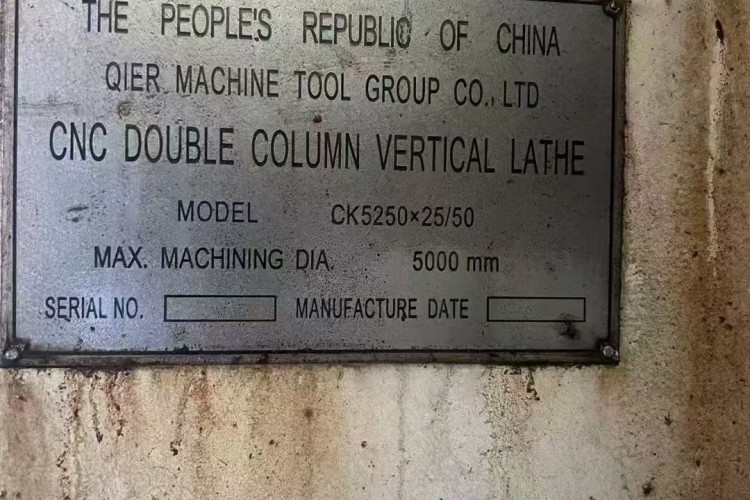 THE PEOPLE'S REPUBLIC OF CHINA
QIER MACHINE TOOL GROUP CO., LTD
CNC DOUBLE COLUMN VERTICAL LATHE
MODEL CK5250×25/50
MAX. MACHINING DIA. 5000 mm
SERIAL NO. MANUFACTURE DATE